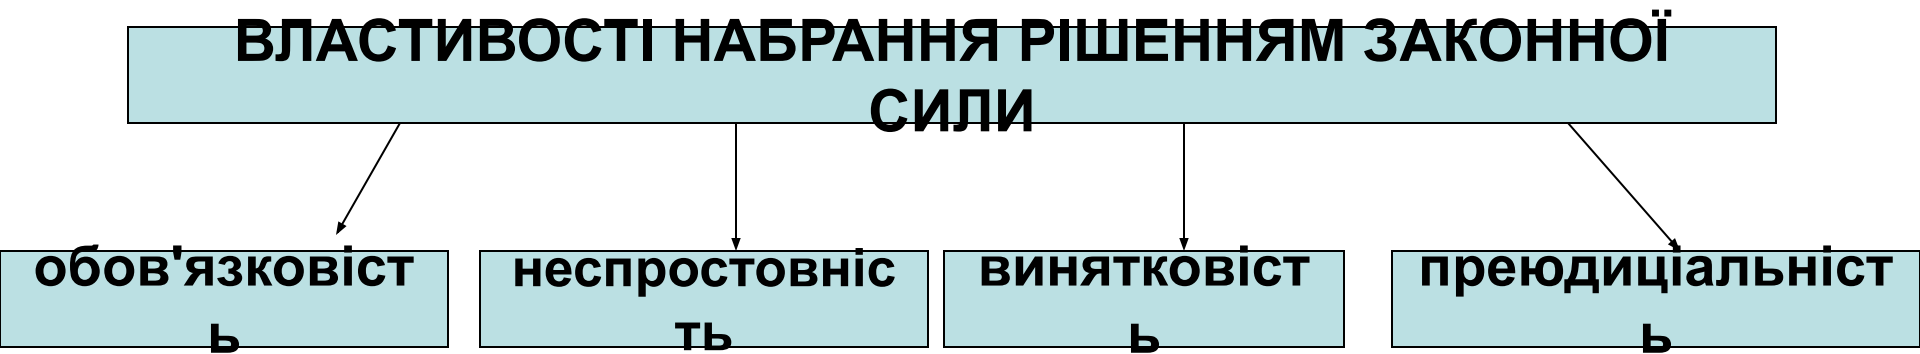 ВЛАСТИВОСТІ НАБРАННЯ РІШЕННЯМ ЗАКОННОЇ
СИЛИ
обов'язковіст
ь
неспростовніс
ть
винятковіст
ь
преюдиціальніст
ь